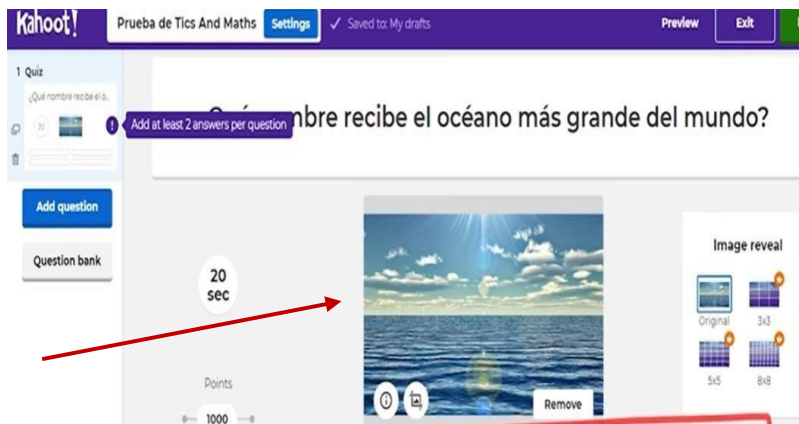 Kahoot!
Prueba de Tics And Maths
Settings
✓ Saved to: My drafts
Preview
Exit
1 Quiz
¿Qué nombre recibe el o...
20
Add at least 2 answers per question
mbre recibe el océano más grande del mundo?
Add question
Question bank
20
sec
Points
1000
Remove
Image reveal
Original
3x3
5x5
8x8